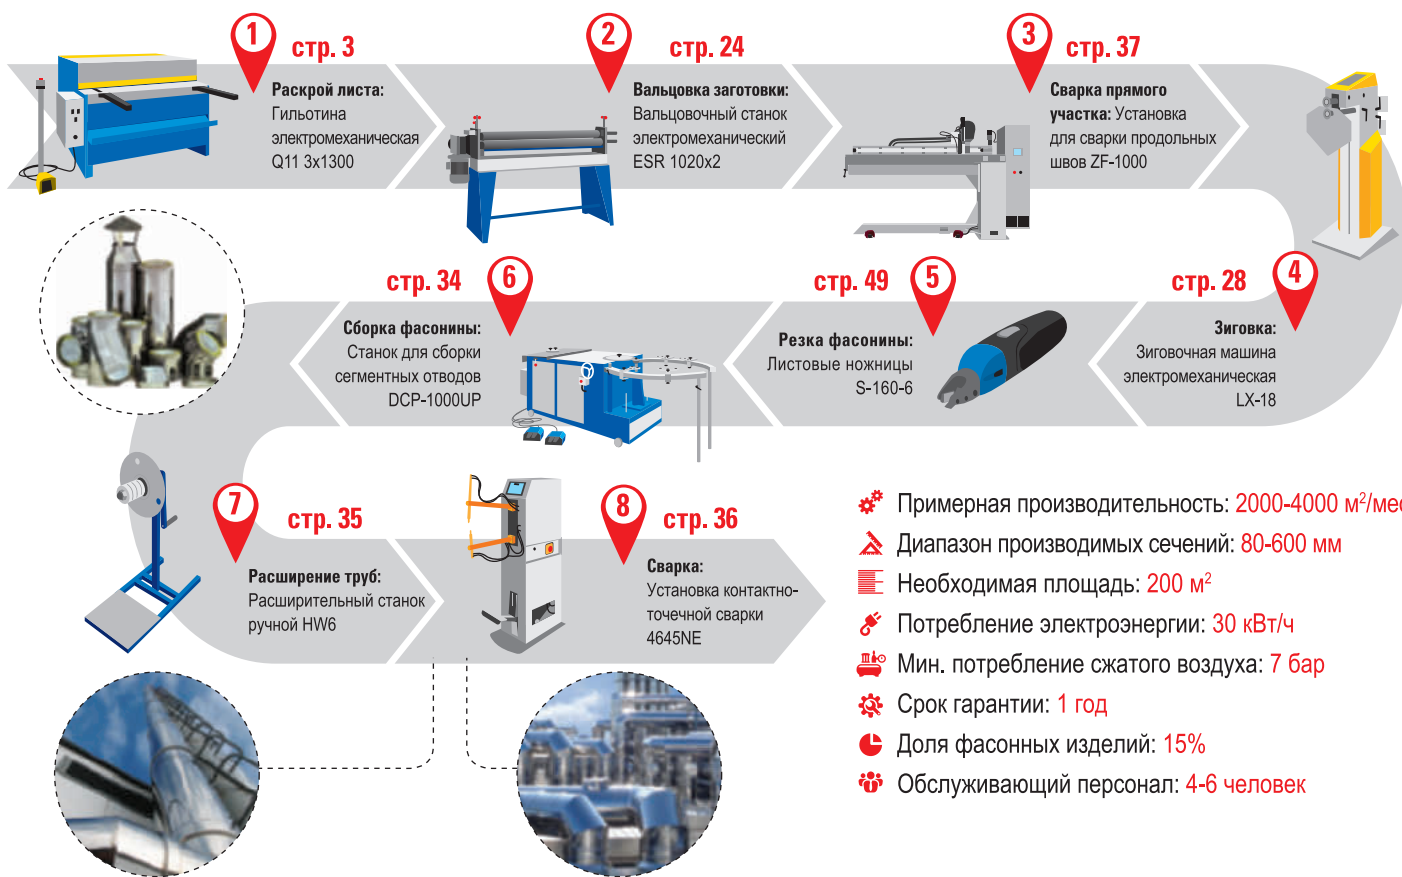 1
стр. 3
Раскрой листа:
Гильотина
электромеханическая
Q11 3x1300
2
стр. 24
Вальцовка заготовки:
Вальцовочный станок
электромеханический
ESR 1020x2
3
стр. 37
Сварка прямого
участка: Установка
для сварки продольных
швов ZF-1000
4
стр. 28
Зиговка:
Зиговочная машина
электромеханическая
LX-18
5
стр. 49
Резка фасонины:
Листовые ножницы
S-160-6
6
стр. 34
Сборка фасонины:
Станок для сборки
сегментных отводов
DCP-1000UP
7
стр. 35
Расширение труб:
Расширительный станок
ручной HW6
8
стр. 36
Сварка:
Установка контактно-
точечной сварки
4645NE
Примерная производительность: 2000-4000 м²/мес
Диапазон производимых сечений: 80-600 мм
Необходимая площадь: 200 м²
Потребление электроэнергии: 30 кВт/ч
Мин. потребление сжатого воздуха: 7 бар
Срок гарантии: 1 год
Доля фасонных изделий: 15%
Обслуживающий персонал: 4-6 человек